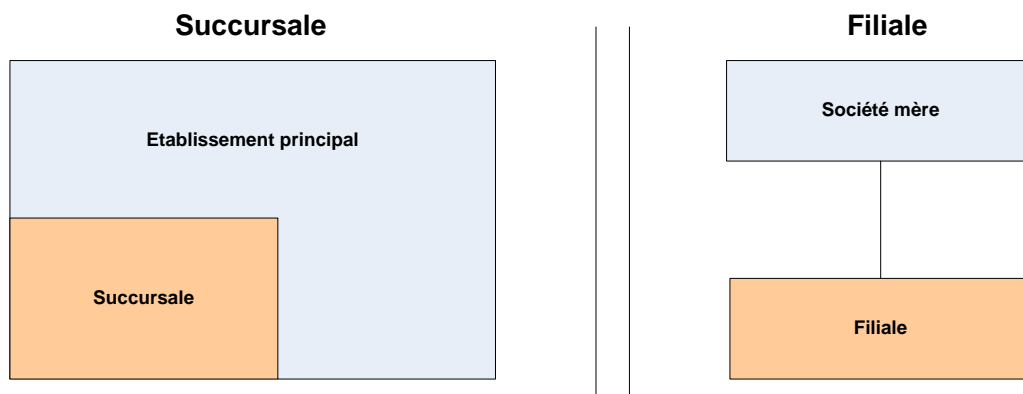 Succursale
Filiale
Etablissement principal
Société mère
Succursale
Filiale